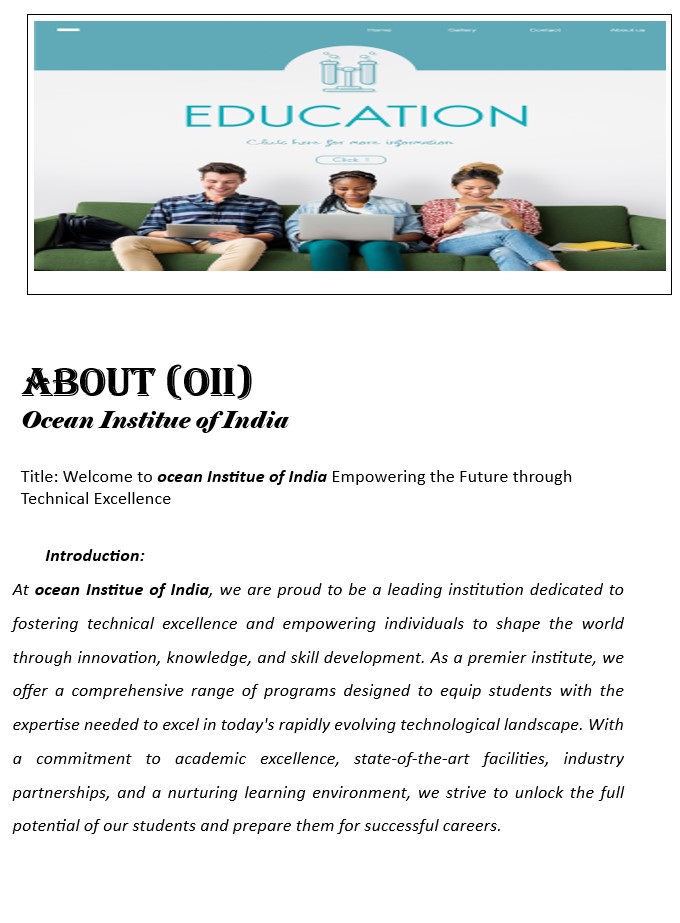 Home Gallery Contact About us
EDUCATION
Click here for more information
Click
ABOUT (OII)
Ocean Institue of India
Title: Welcome to ocean Institue of India Empowering the Future through
Technical Excellence
Introduction:
At ocean Institue of India, we are proud to be a leading institution dedicated to
fostering technical excellence and empowering individuals to shape the world
through innovation, knowledge, and skill development. As a premier institute, we
offer a comprehensive range of programs designed to equip students with the
expertise needed to excel in today's rapidly evolving technological landscape. With
a commitment to academic excellence, state-of-the-art facilities, industry
partnerships, and a nurturing learning environment, we strive to unlock the full
potential of our students and prepare them for successful careers.